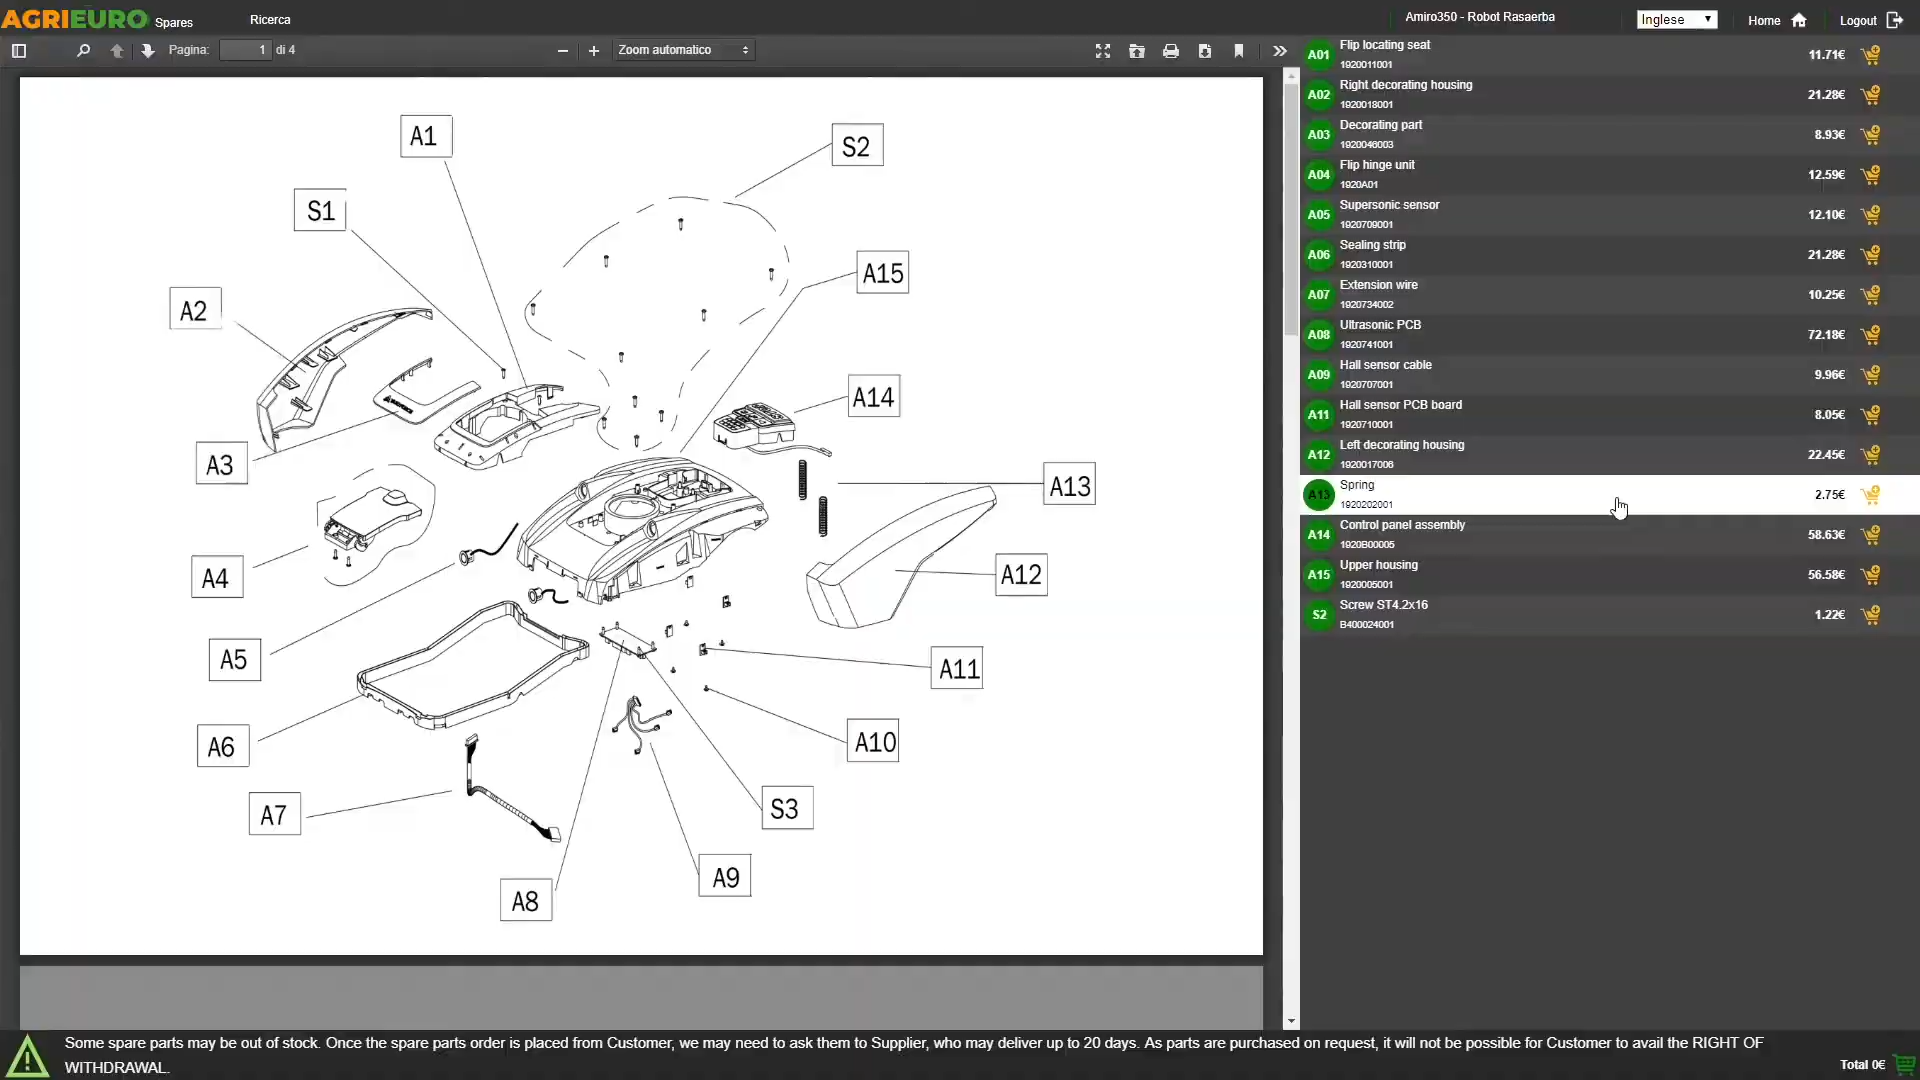 AGRIEURO Spares
Ricerca
Amiro350 - Robot Rasaerba
Inglese
Home
Logout
Pagina: 1 di 4
Zoom automatico
A1
S2
S1
A15
A2
A14
A3
A13
A4
A12
A5
A11
A6
A10
A7
S3
A9
A8
A01 Flip locating seat 11.71€
1920011001
A02 Right decorating housing 21.28€
1920018001
A03 Decorating part 8.93€
1920046003
A04 Flip hinge unit 12.59€
1920A01
A05 Supersonic sensor 12.10€
1920709001
A06 Sealing strip 21.28€
1920310001
A07 Extension wire 10.25€
1920734002
A08 Ultrasonic PCB 72.18€
1920741001
A09 Hall sensor cable 9.96€
1920707001
A11 Hall sensor PCB board 8.05€
1920710001
A12 Left decorating housing 22.45€
1920017006
A13 Spring 2.75€
1920202001
A14 Control panel assembly 58.63€
1920B00005
A15 Upper housing 56.58€
1920005001
S2 Screw ST4.2x16 1.22€
B400024001
Some spare parts may be out of stock. Once the spare parts order is placed from Customer, we may need to ask them to Supplier, who may deliver up to 20 days. As parts are purchased on request, it will not be possible for Customer to avail the RIGHT OF
WITHDRAWAL.
Total 0€